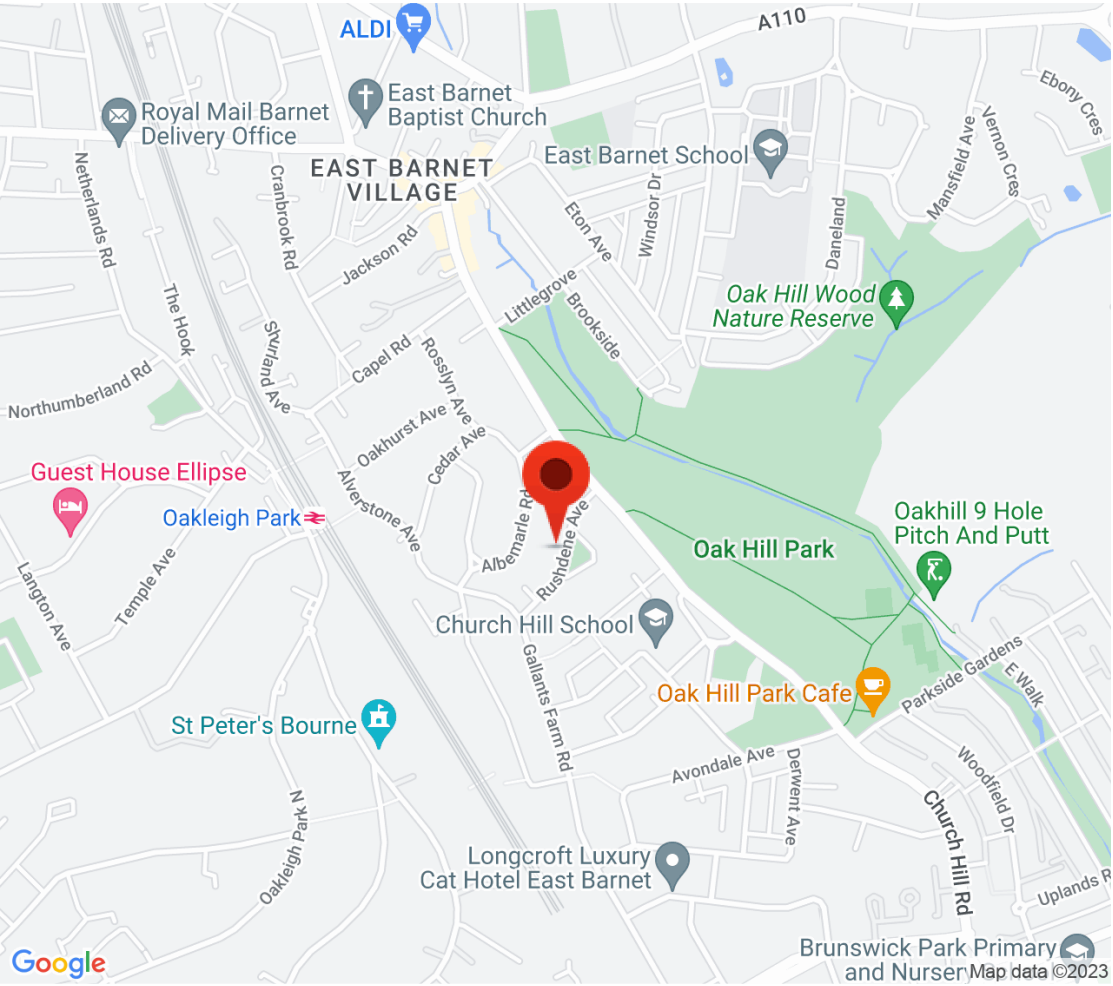 A110
ALDI
Ebony Cres
East Barnet
Baptist Church
Royal Mail Barnet
Delivery Office
Vernon Cres
Mansfield Ave
East Barnet School
EAST BARNET
VILLAGE
Netherlands Rd
Cranbrook Rd
Windsor Dr
Eton Ave
Daneland
Jackson Rd
Littlegrove
Brookside
Oak Hill Wood
Nature Reserve
The Hook
Shurland Ave
Capel Rd
Rosslyn Ave
Northumberland Rd
Oakhurst Ave
Cedar Ave
Guest House Ellipse
Oakleigh Park
Alverstone Ave
Albemarle R
Rushdene Ave
Oakhill 9 Hole
Pitch And Putt
Oak Hill Park
Langton Ave
Temple Ave
Church Hill School
Gallants Farm Rd
Parkside Gardens
E Walk
Oak Hill Park Cafe
St Peter's Bourne
Avondale Ave
Derwent Ave
Woodfield Dr
Church Hill Rd
Oakleigh Park N
Longcroft Luxury
Cat Hotel East Barnet
Uplands R
Brunswick Park Primary
and Nursery School
Google
Map data ©2023